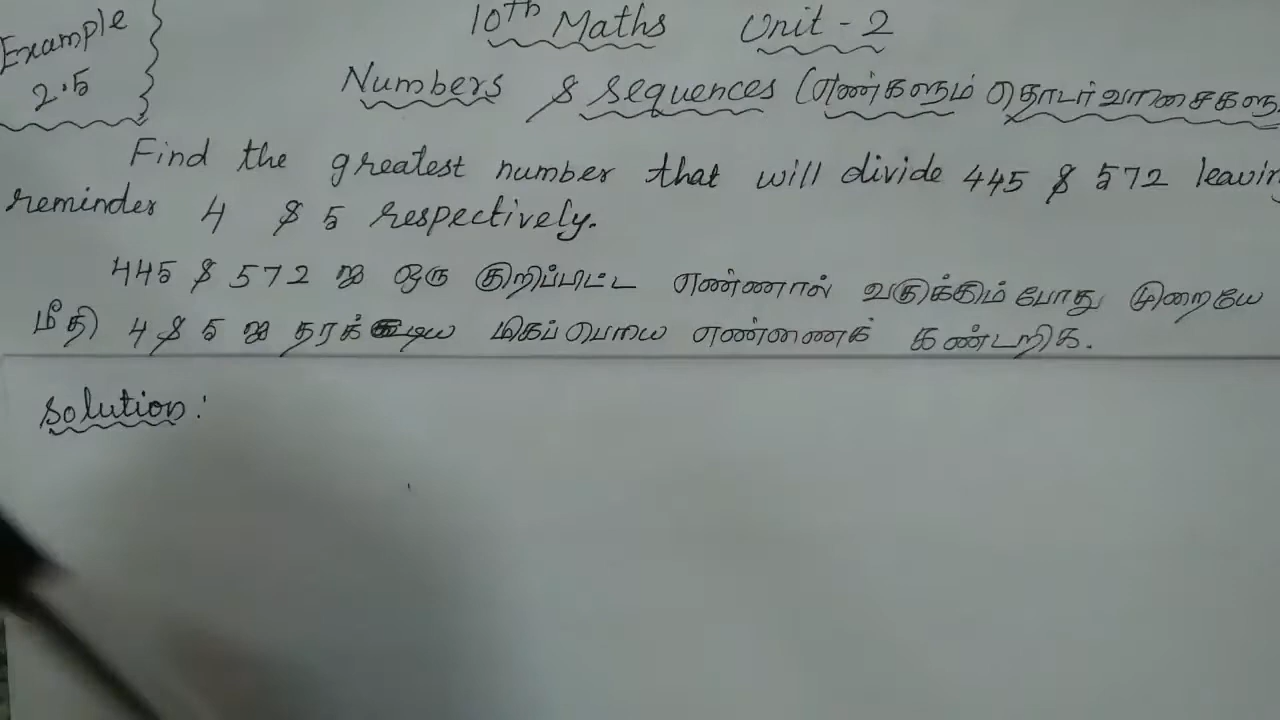 Example
2.5
10th Maths Unit - 2
Numbers & sequences (எண்களும் தொடர்வரிசைகளு
Find the greatest number that will divide 445 & 572 leavin
reminder 4 & 5 respectively.
445 & 572 ஐ ஒரு குறிப்பிட்ட எண்ணால் வகுக்கும் போது முறையே
மீதி 4 & 5 ஐ தரக்கூடிய மிகப்பெரிய எண்ணைக் கண்டறிக.
Solution: